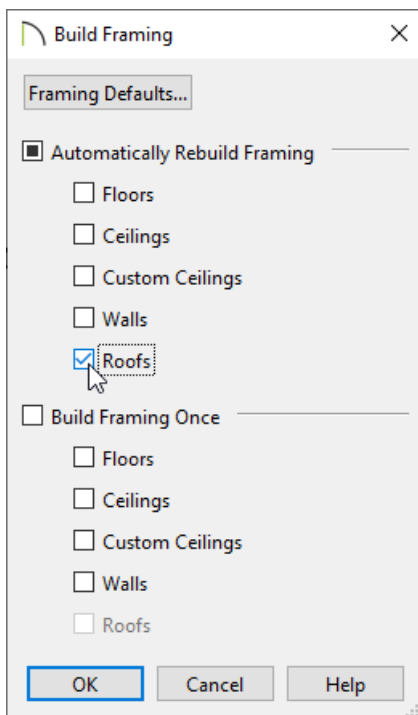 Build Framing
Framing Defaults...
Automatically Rebuild Framing
Floors
Ceilings
Custom Ceilings
Walls
Roofs
Build Framing Once
Floors
Ceilings
Custom Ceilings
Walls
Roofs
OK Cancel Help